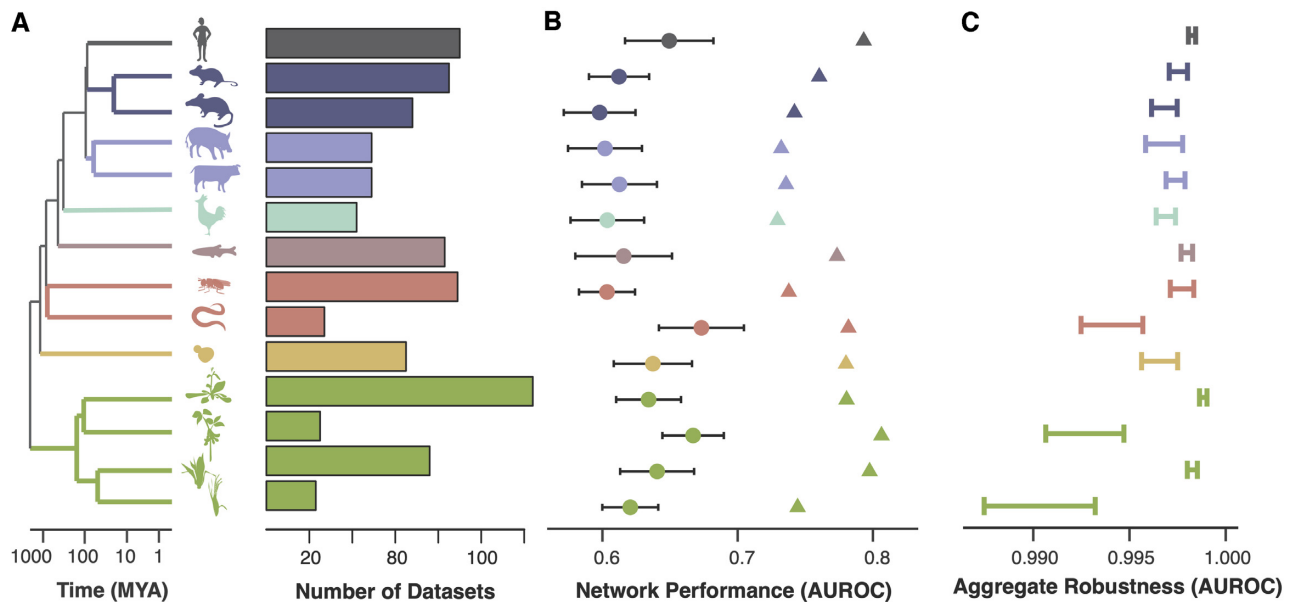 A
B
C
1000 100 10 1
20 80 100
0.6 0.7 0.8
0.990 0.995 1.000
Time (MYA)
Number of Datasets
Network Performance (AUROC)
Aggregate Robustness (AUROC)